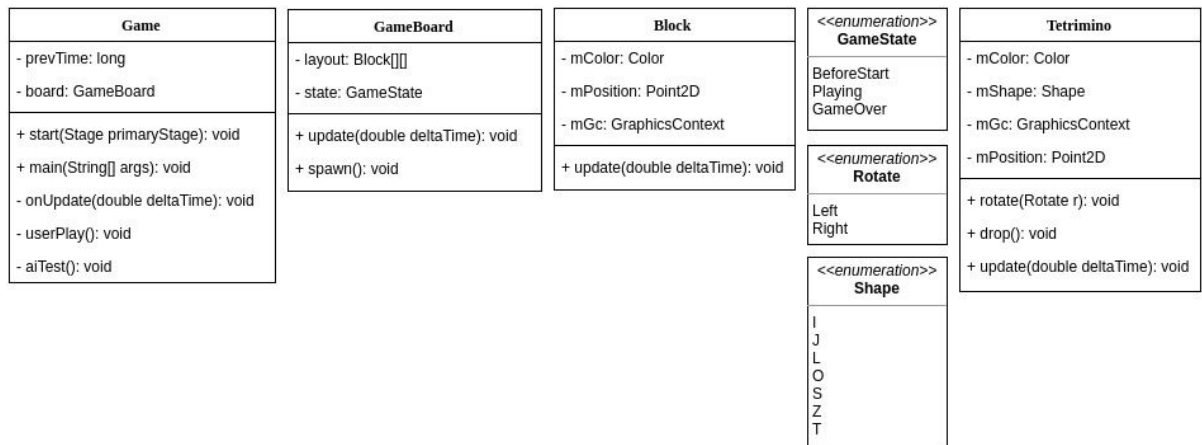 Game
- prevTime: long
- board: GameBoard
+ start(Stage primaryStage): void
+ main(String[] args): void
- onUpdate(double deltaTime): void
- userPlay(): void
- aiTest(): void
GameBoard
- layout: Block[][]
- state: GameState
+ update(double deltaTime): void
+ spawn(): void
Block
- mColor: Color
- mPosition: Point2D
- mGc: GraphicsContext
+ update(double deltaTime): void
<<enumeration>>
GameState
BeforeStart
Playing
GameOver
<<enumeration>>
Rotate
Left
Right
<<enumeration>>
Shape
I
J
L
O
S
Z
T
Tetrimino
- mColor: Color
- mShape: Shape
- mGc: GraphicsContext
- mPosition: Point2D
+ rotate(Rotate r): void
+ drop(): void
+ update(double deltaTime): void